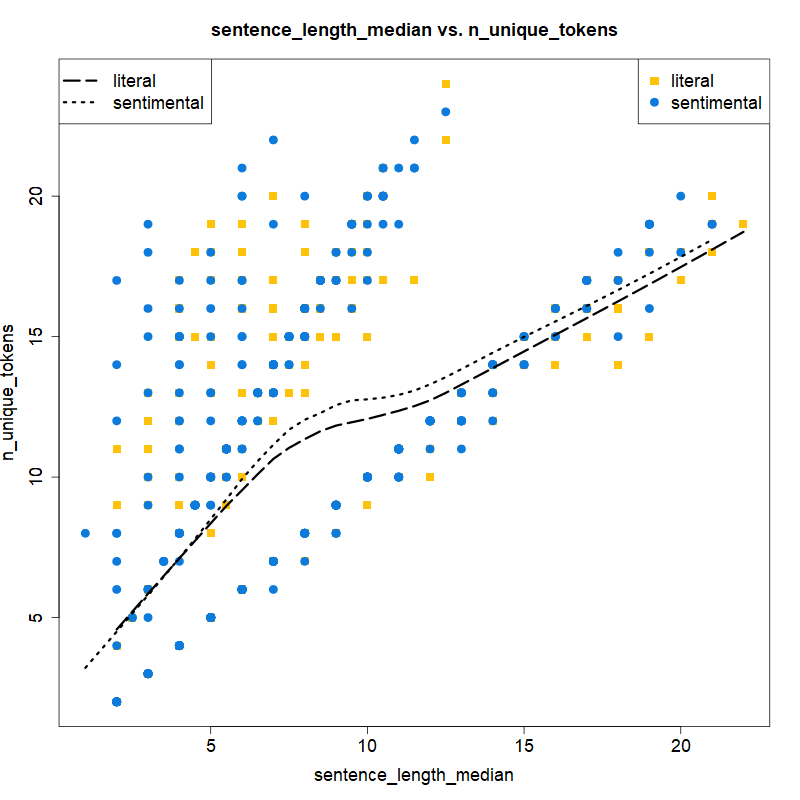 sentence_length_median vs. n_unique_tokens
literal
sentimental
literal
sentimental
n_unique_tokens
20
15
10
5
5
10
15
20
sentence_length_median